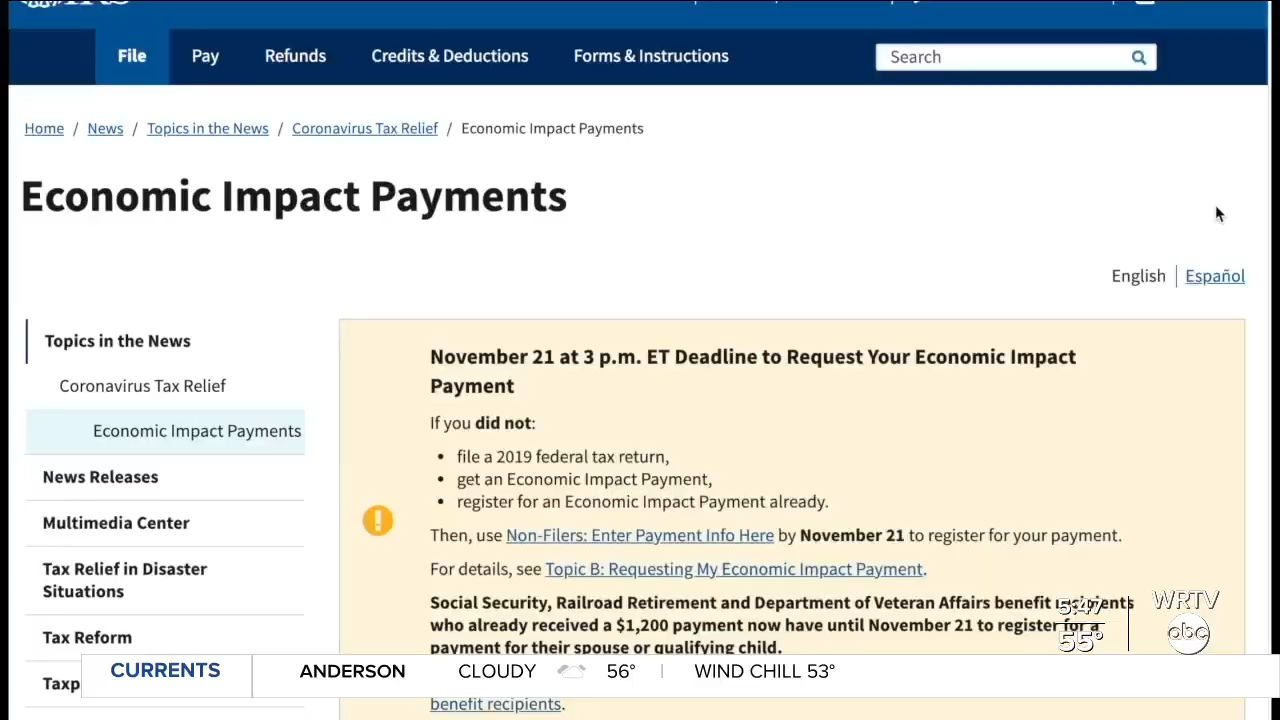 File Pay Refunds Credits & Deductions Forms & Instructions Search
Home / News / Topics in the News / Coronavirus Tax Relief / Economic Impact Payments
Economic Impact Payments
English | Español
Topics in the News
Coronavirus Tax Relief
Economic Impact Payments
News Releases
Multimedia Center
Tax Relief in Disaster
Situations
Tax Reform
November 21 at 3 p.m. ET Deadline to Request Your Economic Impact
Payment
If you did not:
• file a 2019 federal tax return,
• get an Economic Impact Payment,
• register for an Economic Impact Payment already.
Then, use Non-Filers: Enter Payment Info Here by November 21 to register for your payment.
For details, see Topic B: Requesting My Economic Impact Payment.
Social Security, Railroad Retirement and Department of Veteran Affairs benefit recipients
who already received a $1,200 payment now have until November 21 to register for a
payment for their spouse or qualifying child.
benefit recipients.
5:47
55°
WRTV
abc
CURRENTS ANDERSON CLOUDY 56° | WIND CHILL 53°